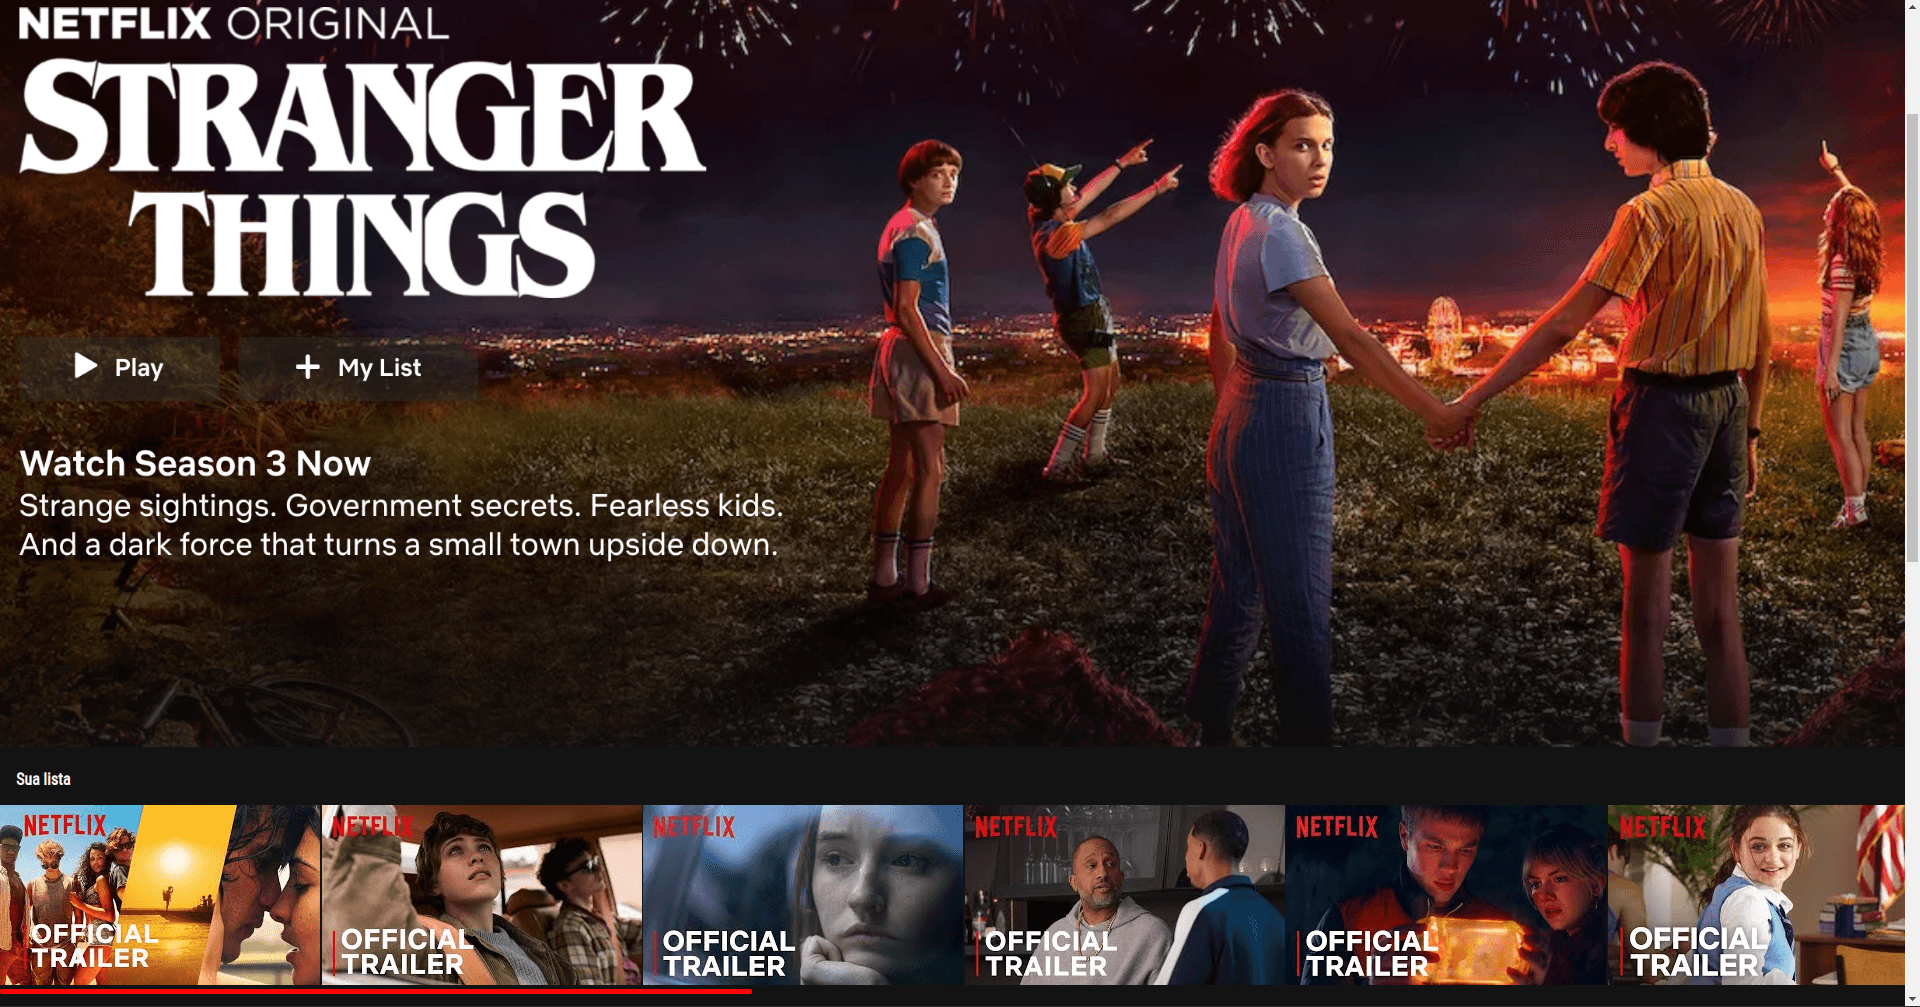 NETFLIX ORIGINAL
STRANGER
THINGS
Play
My List
Watch Season 3 Now
Strange sightings. Government secrets. Fearless kids.
And a dark force that turns a small town upside down.
Sua lista
NETFLIX
OFFICIAL
TRAILER
NETFLIX
OFFICIAL
TRAILER
NETFLIX
OFFICIAL
TRAILER
NETFLIX
OFFICIAL
TRAILER
NETFLIX
OFFICIAL
TRAILER
NETFLIX
OFFICIAL
TRAILER